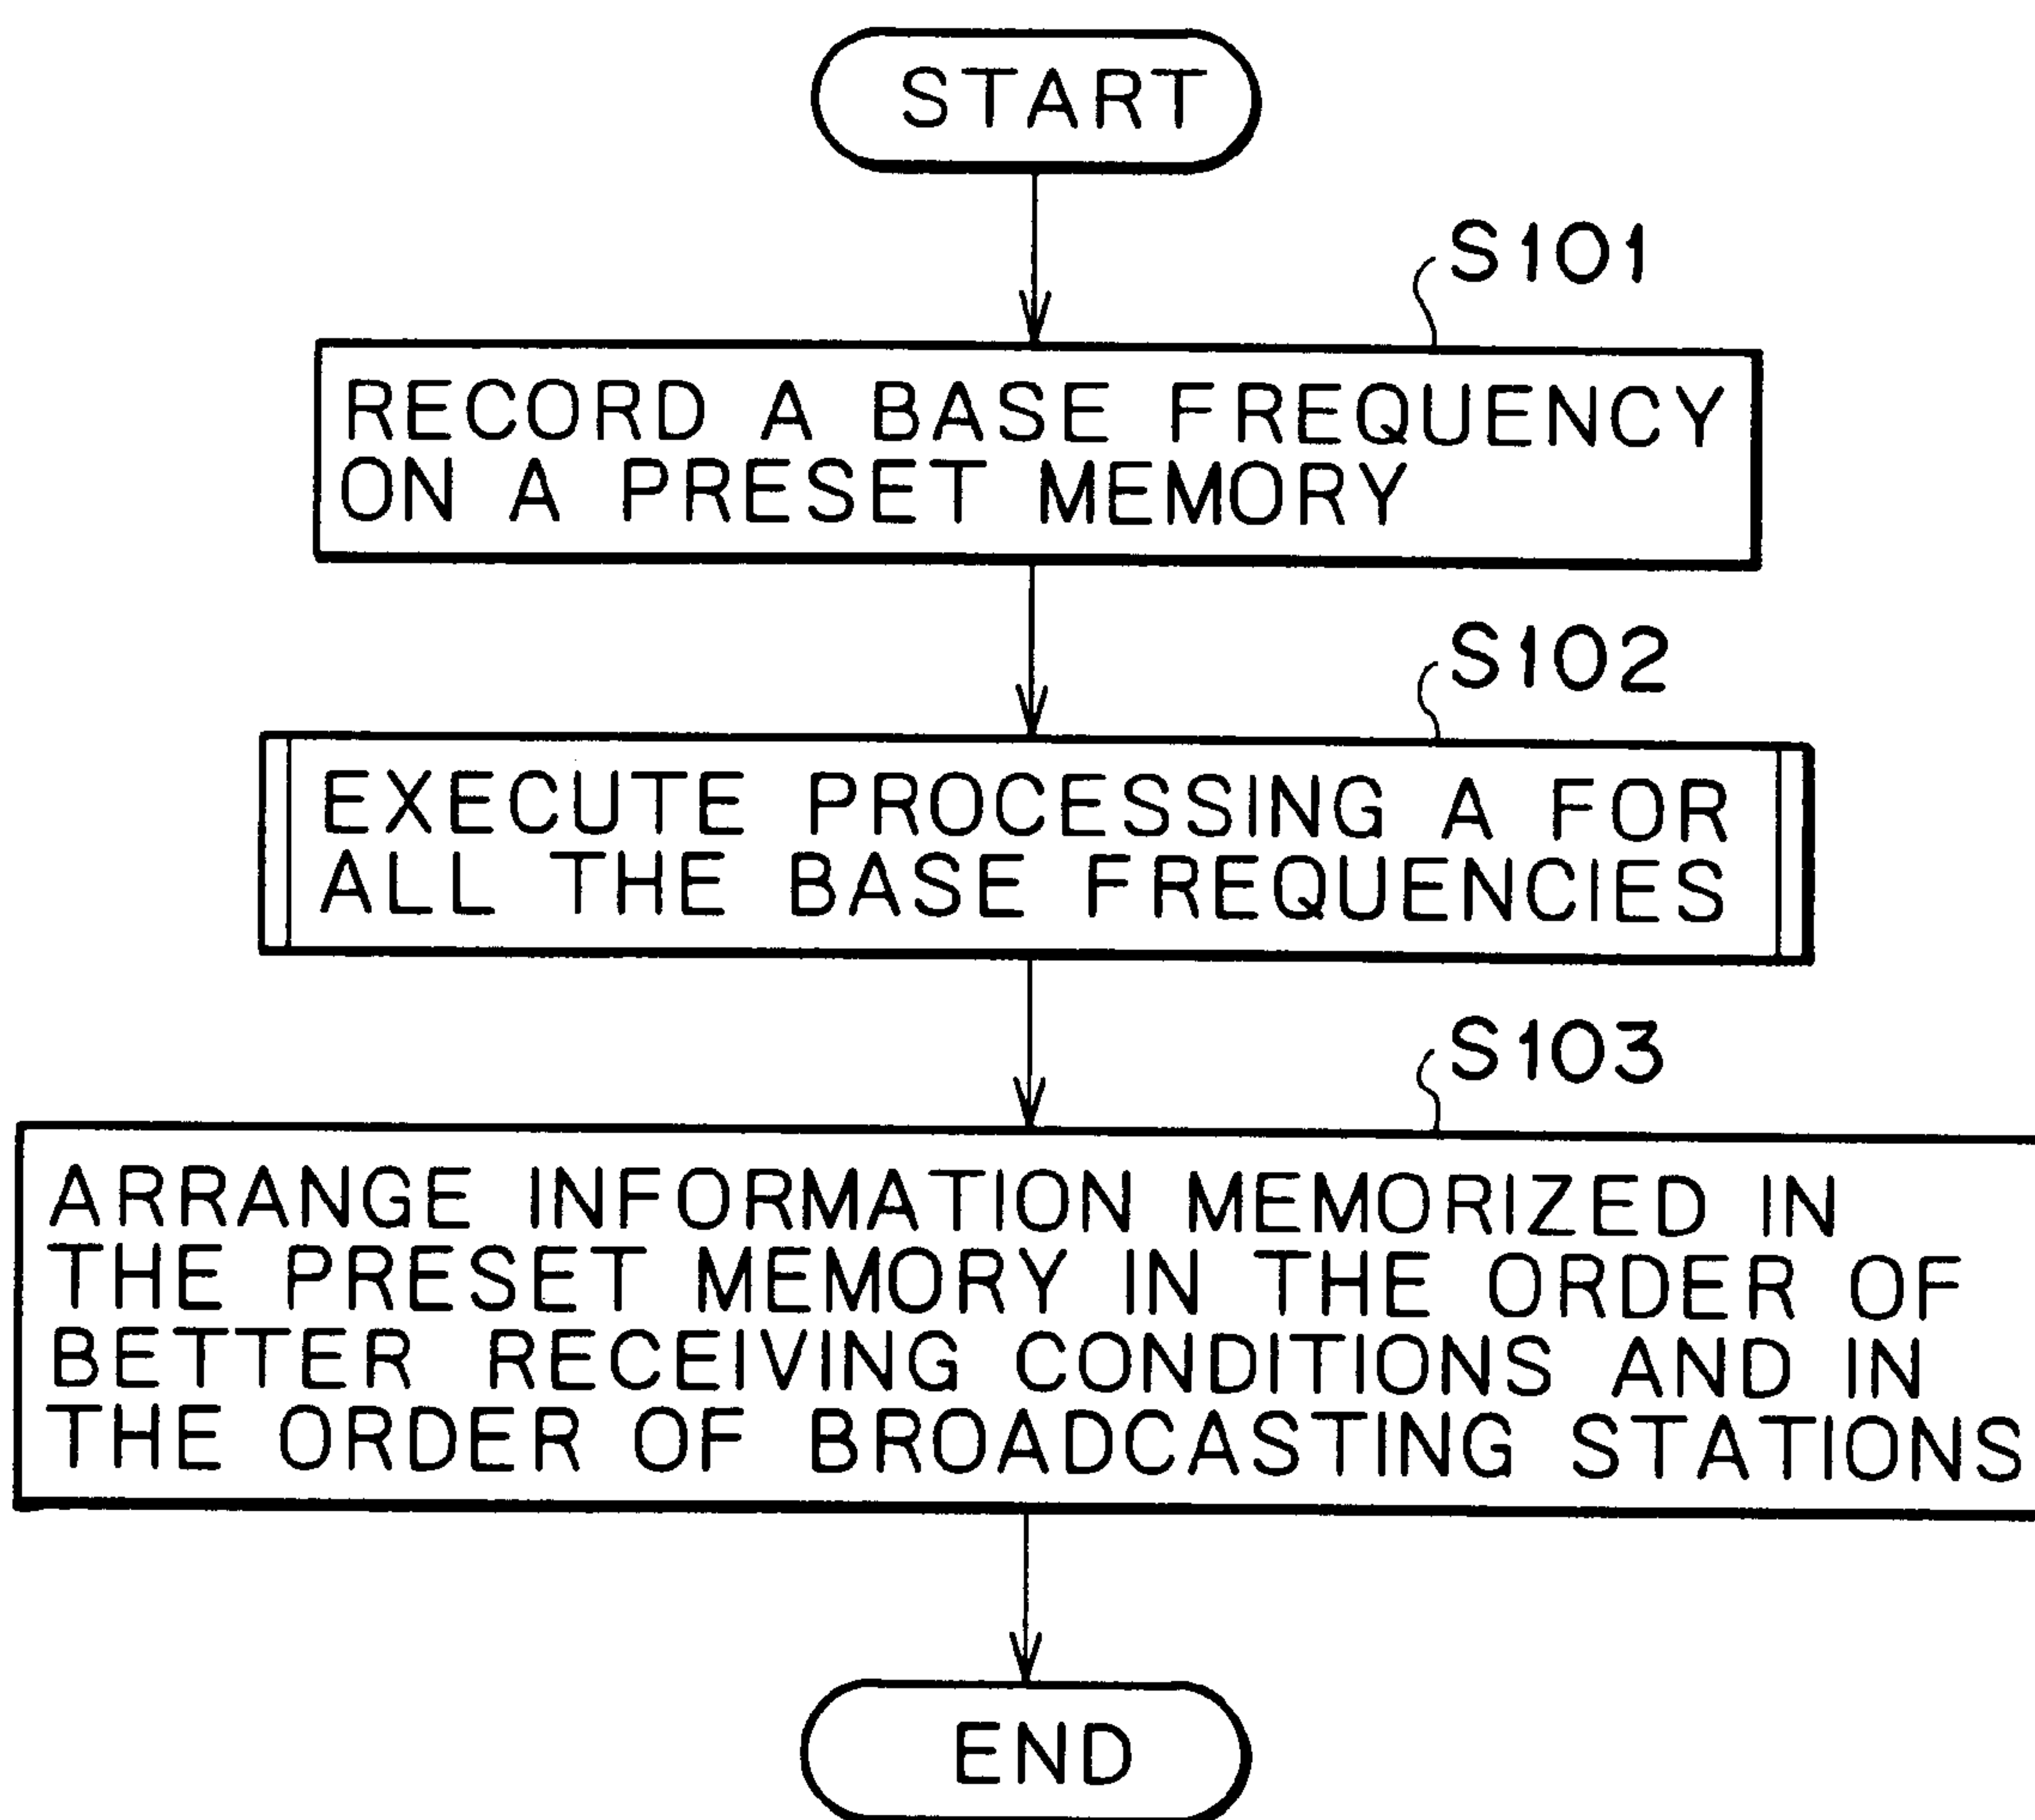 START
S101
RECORD A BASE FREQUENCY
ON A PRESET MEMORY
S102
EXECUTE PROCESSING A FOR
ALL THE BASE FREQUENCIES
S103
ARRANGE INFORMATION MEMORIZED IN
THE PRESET MEMORY IN THE ORDER OF
BETTER RECEIVING CONDITIONS AND IN
THE ORDER OF BROADCASTING STATIONS
END